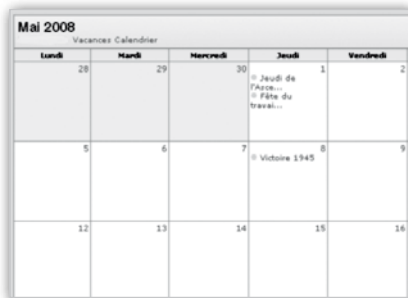 Mai 2008
Vacances Calendrier
Lundi Mardi Mercredi Jeudi Vendredi
28 29 30 1 2
Jeudi de
l'Asce...
Fête du
travai...
5 6 7 8 9
Victoire 1945
12 13 14 15 16